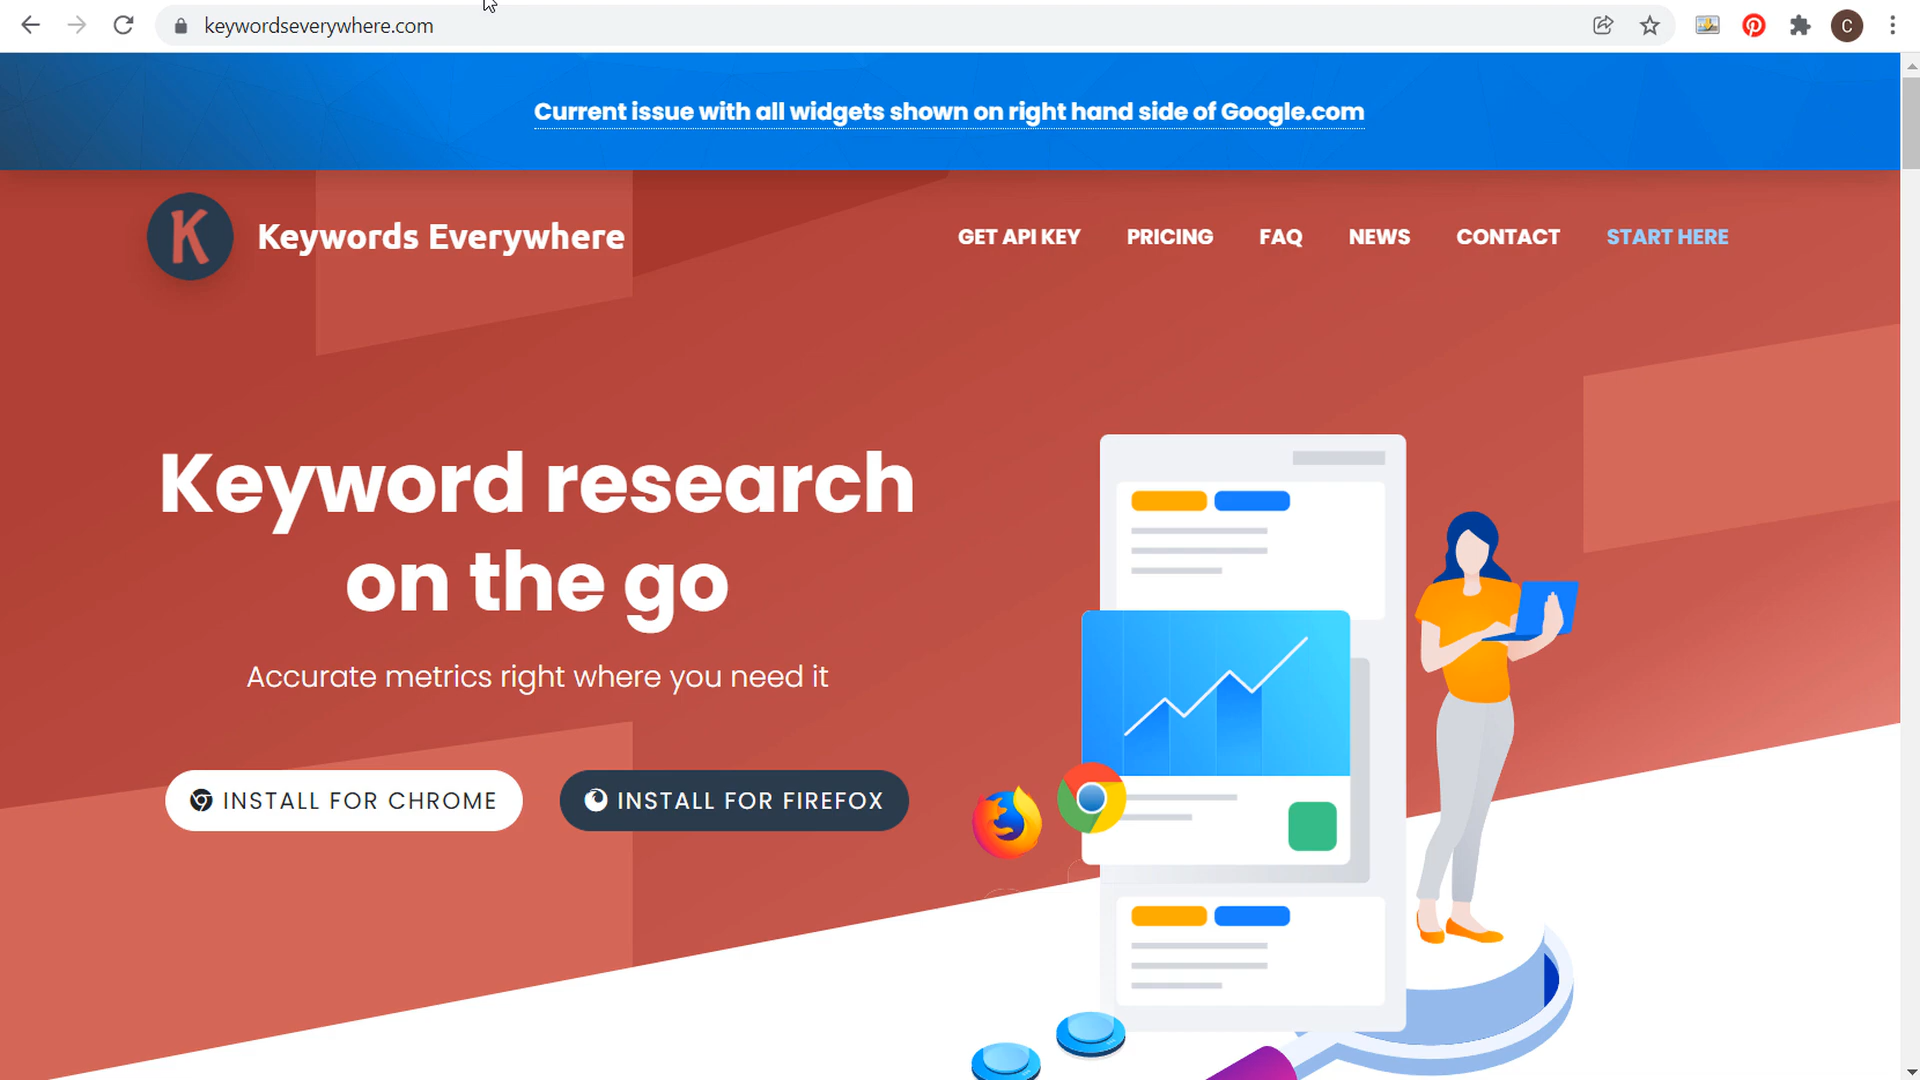 keywordseverywhere.com
C
Current issue with all widgets shown on right hand side of Google.com
K
Keywords Everywhere
GET API KEY
PRICING
FAQ
NEWS
CONTACT
START HERE
Keyword research
on the go
Accurate metrics right where you need it
INSTALL FOR CHROME
INSTALL FOR FIREFOX